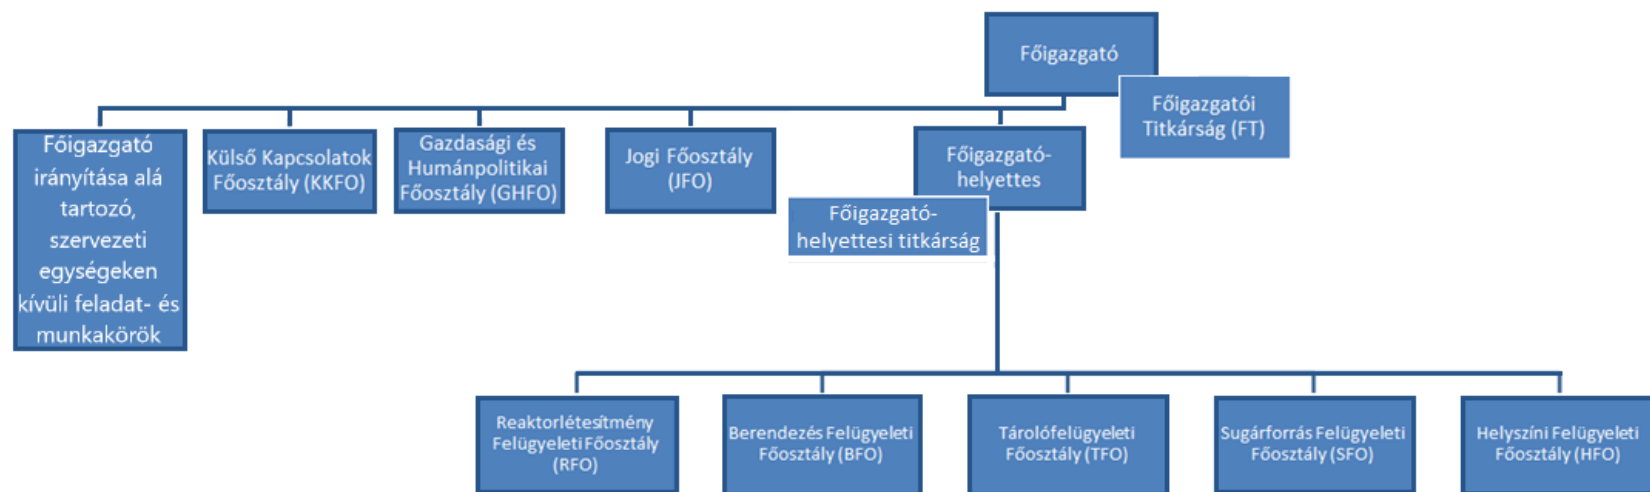 Főigazgató
Főigazgatói
Titkárság (FT)
Főigazgató
irányítása alá
tartozó,
szervezeti
egységeken
kívüli feladat- és
munkakörök
Külső Kapcsolatok
Főosztály (KKFO)
Gazdasági és
Humánpolitikai
Főosztály (GHFO)
Jogi Főosztály
(JFO)
Főigazgató-
helyettes
Főigazgató-
helyettesi titkárság
Reaktorlétesítmény
Felügyeleti Főosztály
(RFO)
Berendezés Felügyeleti
Főosztály (BFO)
Tárolófelügyeleti
Főosztály (TFO)
Sugárforrás Felügyeleti
Főosztály (SFO)
Helyszíni Felügyeleti
Főosztály (HFO)